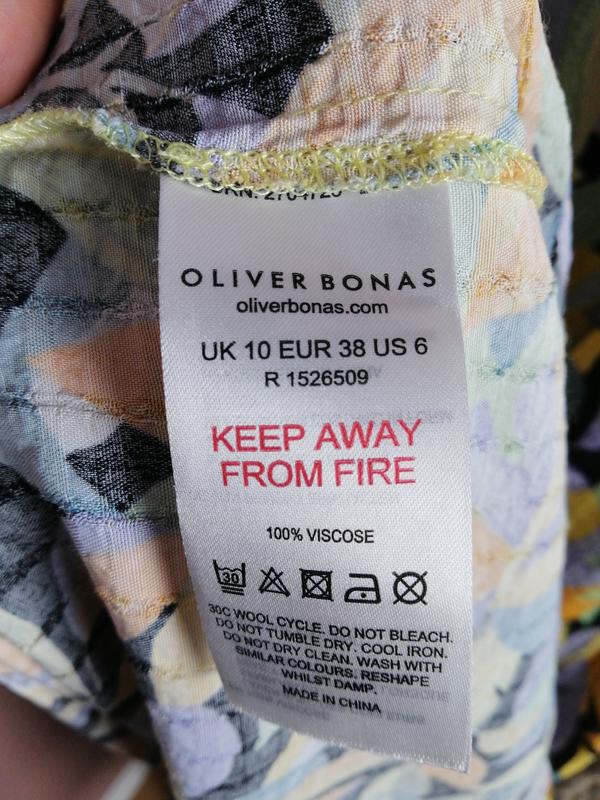 OLIVER BONAS
oliverbonas.com
UK 10 EUR 38 US 6
R 1526509
KEEP AWAY
FROM FIRE
100% VISCOSE
30
30C WOOL CYCLE. DO NOT BLEACH.
DO NOT TUMBLE DRY. COOL IRON.
DO NOT DRY CLEAN. WASH WITH
SIMILAR COLOURS. RESHAPE
WHILST DAMP.
MADE IN CHINA